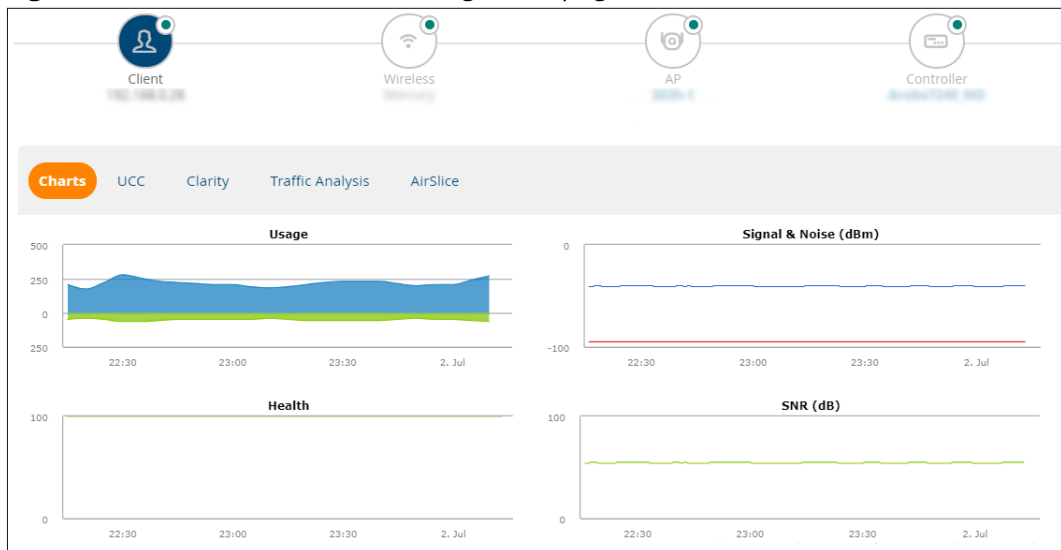 Client Wireless AP Controller
Charts UCC Clarity Traffic Analysis AirSlice
Usage
500
250
0
250
22:30 23:00 23:30 2. Jul
Signal & Noise (dBm)
0
-100
22:30 23:00 23:30 2. Jul
Health
100
0
22:30 23:00 23:30 2. Jul
SNR (dB)
100
0
22:30 23:00 23:30 2. Jul